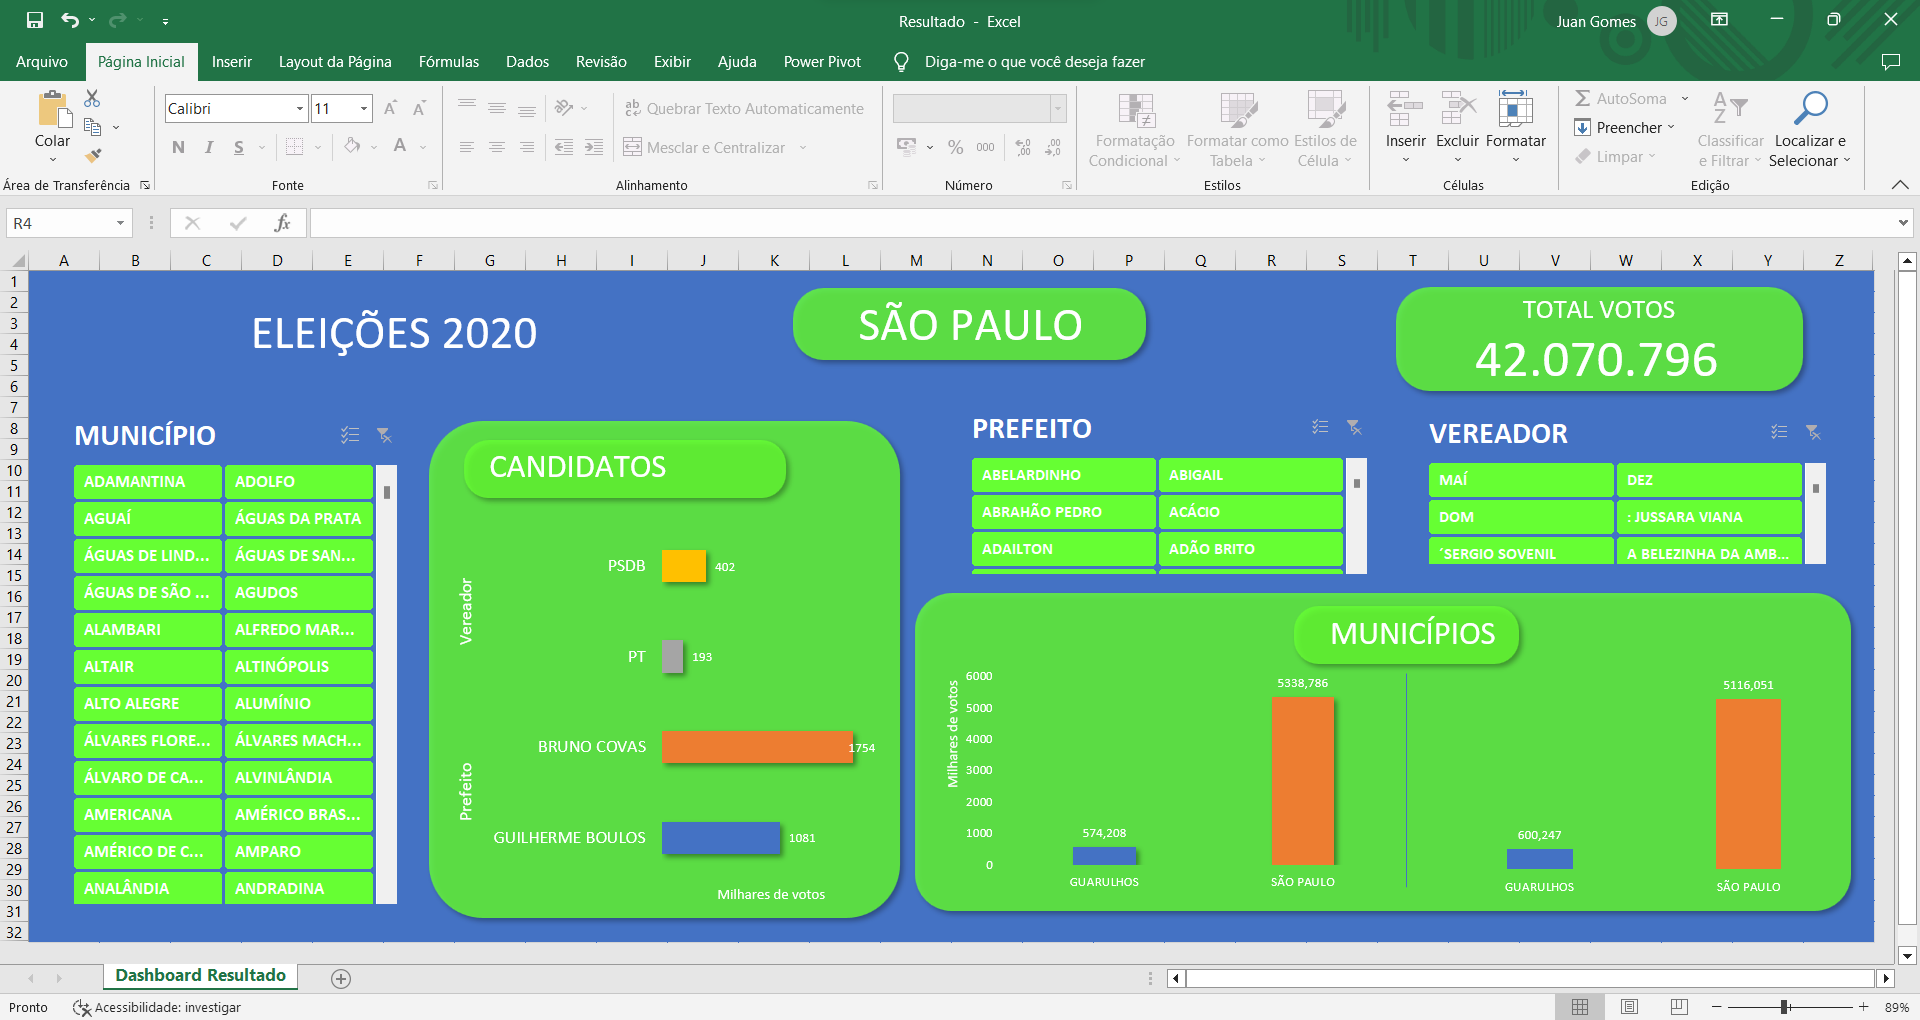 Resultado - Excel
Juan Gomes
JG
Arquivo
Página Inicial
Inserir
Layout da Página
Fórmulas
Dados
Revisão
Exibir
Ajuda
Power Pivot
Diga-me o que você deseja fazer
Colar
Área de Transferência
Calibri
11
N I S
A
Fonte
ab
Quebrar Texto Automaticamente
Mesclar e Centralizar
Alinhamento
% 000
Número
Formatação Condicional
Formatar como Tabela
Estilos de Célula
Estilos
Inserir
Excluir
Formatar
Células
AutoSoma
Preencher
Limpar
Classificar e Filtrar
Localizar e Selecionar
Edição
R4
fx
A B C D E F G H I J K L M N O P Q R S T U V W X Y Z
1
2
3
4
5
6
7
8
9
10
11
12
13
14
15
16
17
18
19
20
21
22
23
24
25
26
27
28
29
30
31
32
ELEIÇÕES 2020
SÃO PAULO
TOTAL VOTOS
42.070.796
MUNICÍPIO
ADAMANTINA
ADOLFO
AGUAÍ
ÁGUAS DA PRATA
ÁGUAS DE LIND...
ÁGUAS DE SAN...
ÁGUAS DE SÃO ...
AGUDOS
ALAMBARI
ALFREDO MAR...
ALTAIR
ALTINÓPOLIS
ALTO ALEGRE
ALUMÍNIO
ÁLVARES FLORE...
ÁLVARES MACH...
ÁLVARO DE CA...
ALVINLÂNDIA
AMERICANA
AMÉRICO BRAS...
AMÉRICO DE C...
AMPARO
ANALÂNDIA
ANDRADINA
CANDIDATOS
Vereador
PSDB
402
PT
193
Prefeito
BRUNO COVAS
1754
GUILHERME BOULOS
1081
Milhares de votos
PREFEITO
ABELARDINHO
ABIGAIL
ABRAHÃO PEDRO
ACÁCIO
ADAILTON
ADÃO BRITO
VEREADOR
MAÍ
DEZ
DOM
: JUSSARA VIANA
´SERGIO SOVENIL
A BELEZINHA DA AMB...
MUNICÍPIOS
Milhares de votos
6000
5000
4000
3000
2000
1000
0
574,208
GUARULHOS
5338,786
SÃO PAULO
600,247
GUARULHOS
5116,051
SÃO PAULO
Dashboard Resultado
Pronto
Acessibilidade: investigar
89%